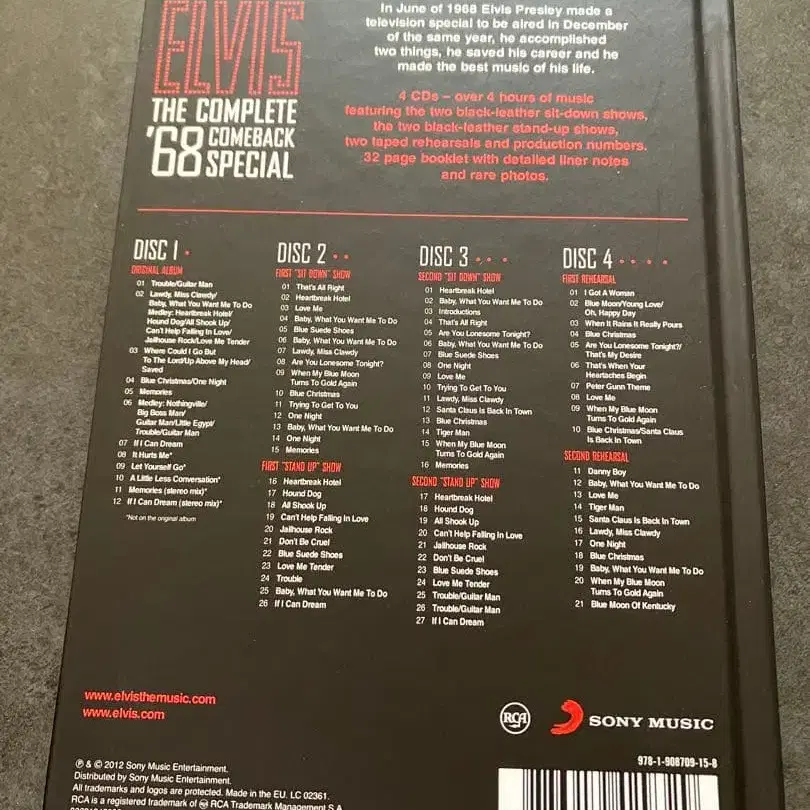 ELVIS
THE COMPLETE
'68 COMEBACK
SPECIAL
In June of 1968 Elvis Presley made a
television special to be aired in December
of the same year, he accomplished
two things, he saved his career and he
made the best music of his life.
4 CDs – over 4 hours of music
featuring the two black-leather sit-down shows,
the two black-leather stand-up shows,
two taped rehearsals and production numbers.
32 page booklet with detailed liner notes
and rare photos.
DISC 1 •
ORIGINAL ALBUM
01 Trouble/Guitar Man
02 Lawdy, Miss Clawdy/
Baby, What You Want Me To Do
Medley: Heartbreak Hotel/
Hound Dog/All Shook Up/
Can't Help Falling In Love/
Jailhouse Rock/Love Me Tender
03 Where Could I Go But
To The Lord/Up Above My Head/
Saved
04 Blue Christmas/One Night
05 Memories
06 Medley: Nothingville/
Big Boss Man/
Guitar Man/Little Egypt/
Trouble/Guitar Man
07 If I Can Dream
08 It Hurts Me*
09 Let Yourself Go*
10 A Little Less Conversation*
11 Memories (stereo mix)*
12 If I Can Dream (stereo mix)*
*Not on the original album
DISC 2 • •
FIRST "SIT DOWN" SHOW
01 That's All Right
02 Heartbreak Hotel
03 Love Me
04 Baby, What You Want Me To Do
05 Blue Suede Shoes
06 Baby, What You Want Me To Do
07 Lawdy, Miss Clawdy
08 Are You Lonesome Tonight?
09 When My Blue Moon
Turns To Gold Again
10 Blue Christmas
11 Trying To Get To You
12 One Night
13 Baby, What You Want Me To Do
14 One Night
15 Memories
FIRST "STAND UP" SHOW
16 Heartbreak Hotel
17 Hound Dog
18 All Shook Up
19 Can't Help Falling In Love
20 Jailhouse Rock
21 Don't Be Cruel
22 Blue Suede Shoes
23 Love Me Tender
24 Trouble
25 Baby, What You Want Me To Do
26 If I Can Dream
DISC 3 • • •
SECOND "SIT DOWN" SHOW
01 Heartbreak Hotel
02 Baby, What You Want Me To Do
03 Introductions
04 That's All Right
05 Are You Lonesome Tonight?
06 Baby, What You Want Me To Do
07 Blue Suede Shoes
08 One Night
09 Love Me
10 Trying To Get To You
11 Lawdy, Miss Clawdy
12 Santa Claus Is Back In Town
13 Blue Christmas
14 Tiger Man
15 When My Blue Moon
Turns To Gold Again
16 Memories
SECOND "STAND UP" SHOW
17 Heartbreak Hotel
18 Hound Dog
19 All Shook Up
20 Can't Help Falling In Love
21 Jailhouse Rock
22 Don't Be Cruel
23 Blue Suede Shoes
24 Love Me Tender
25 Trouble/Guitar Man
26 Trouble/Guitar Man
27 If I Can Dream
DISC 4 • • • •
FIRST REHEARSAL
01 I Got A Woman
02 Blue Moon/Young Love/
Oh, Happy Day
03 When It Rains It Really Pours
04 Blue Christmas
05 Are You Lonesome Tonight?/
That's My Desire
06 That's When Your
Heartaches Begin
07 Peter Gunn Theme
08 Love Me
09 When My Blue Moon
Turns To Gold Again
10 Blue Christmas/Santa Claus
Is Back In Town
SECOND REHEARSAL
11 Danny Boy
12 Baby, What You Want Me To Do
13 Love Me
14 Tiger Man
15 Santa Claus Is Back In Town
16 Lawdy, Miss Clawdy
17 One Night
18 Blue Christmas
19 Baby, What You Want Me To Do
20 When My Blue Moon
Turns To Gold Again
21 Blue Moon Of Kentucky
www.elvisthemusic.com
www.elvis.com
RCA
SONY MUSIC
℗ & © 2012 Sony Music Entertainment.
Distributed by Sony Music Entertainment.
All trademarks and logos are protected. Made in the EU. LC 02361.
RCA is a registered trademark of RCA Trademark Management S.A.
978-1-908709-15-8